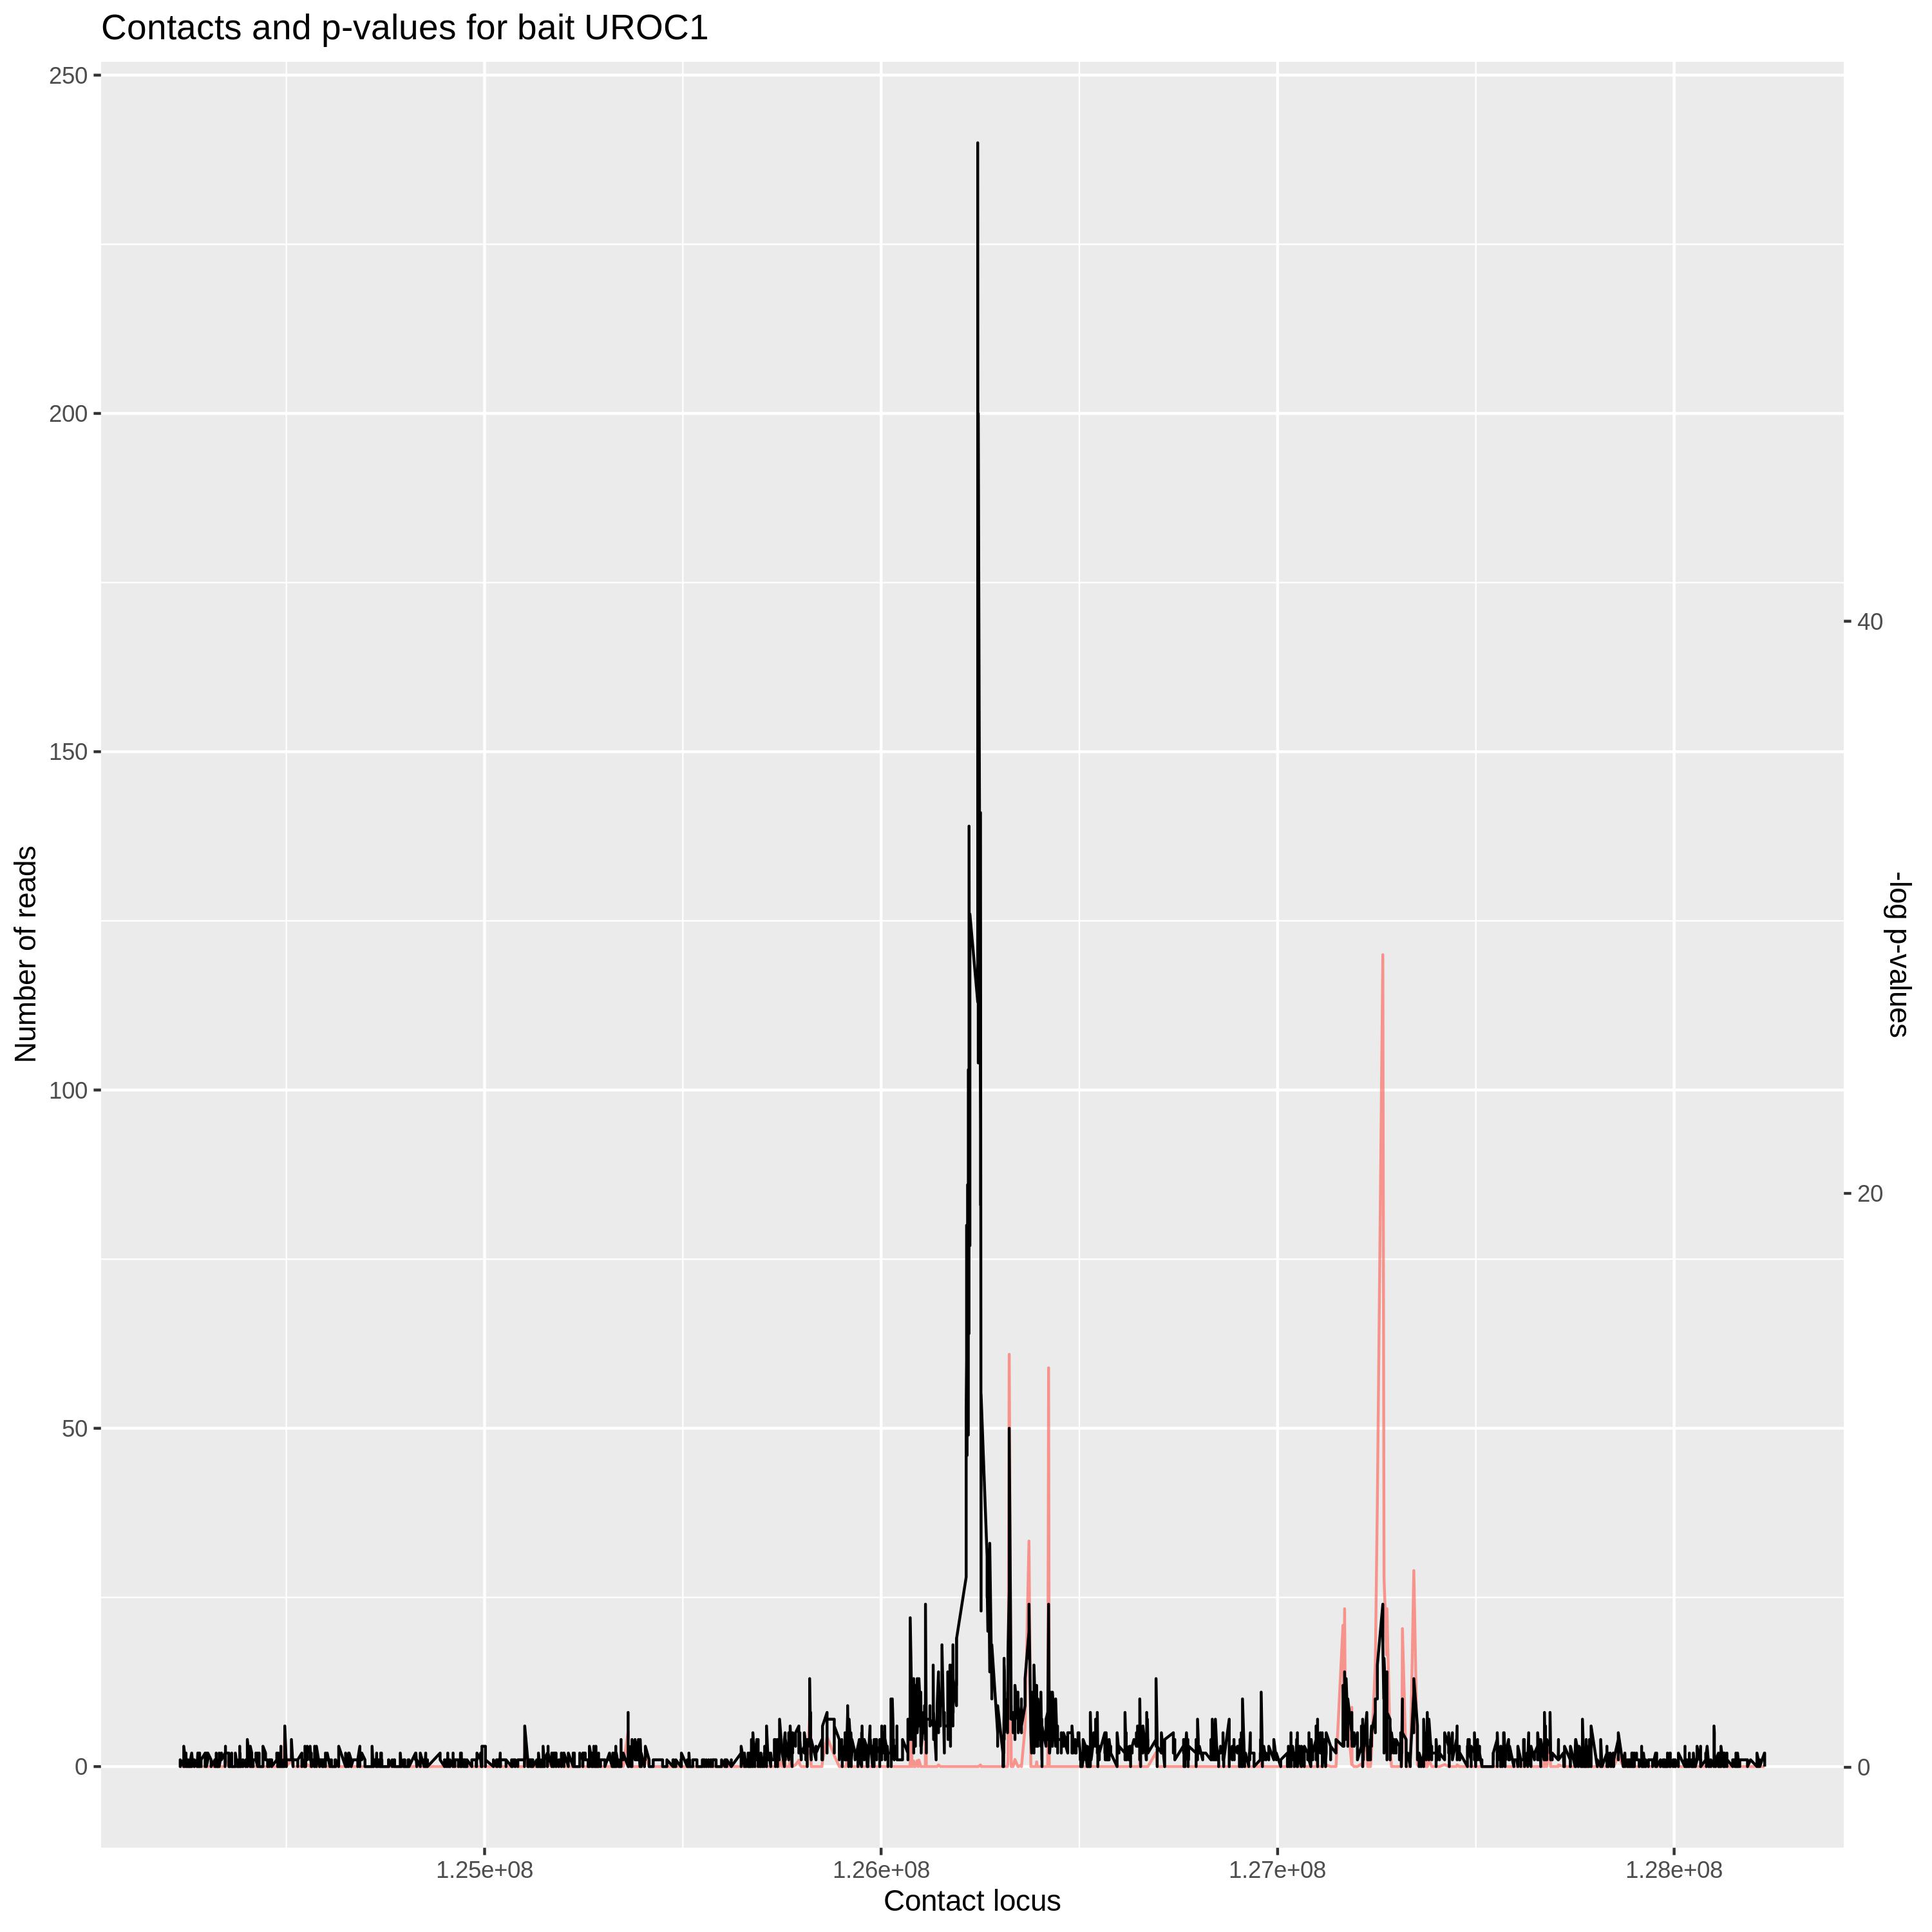 Contacts and p-values for bait UROC1
250
200
150
100
50
0
Number of reads
40
20
0
-log p-values
1.25e+08
1.26e+08
1.27e+08
1.28e+08
Contact locus